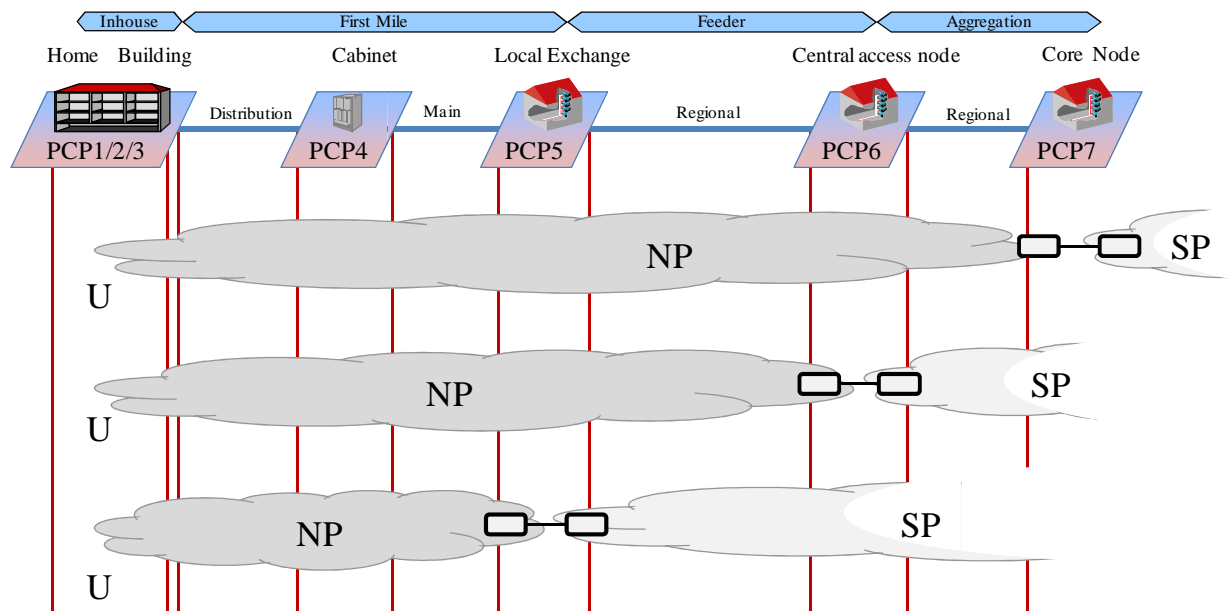 Inhouse First Mile Feeder Aggregation
Home Building Cabinet Local Exchange Central access node Core Node
Distribution Main Regional Regional
PCP1/2/3 PCP4 PCP5 PCP6 PCP7
NP SP
U
NP SP
U
NP SP
U